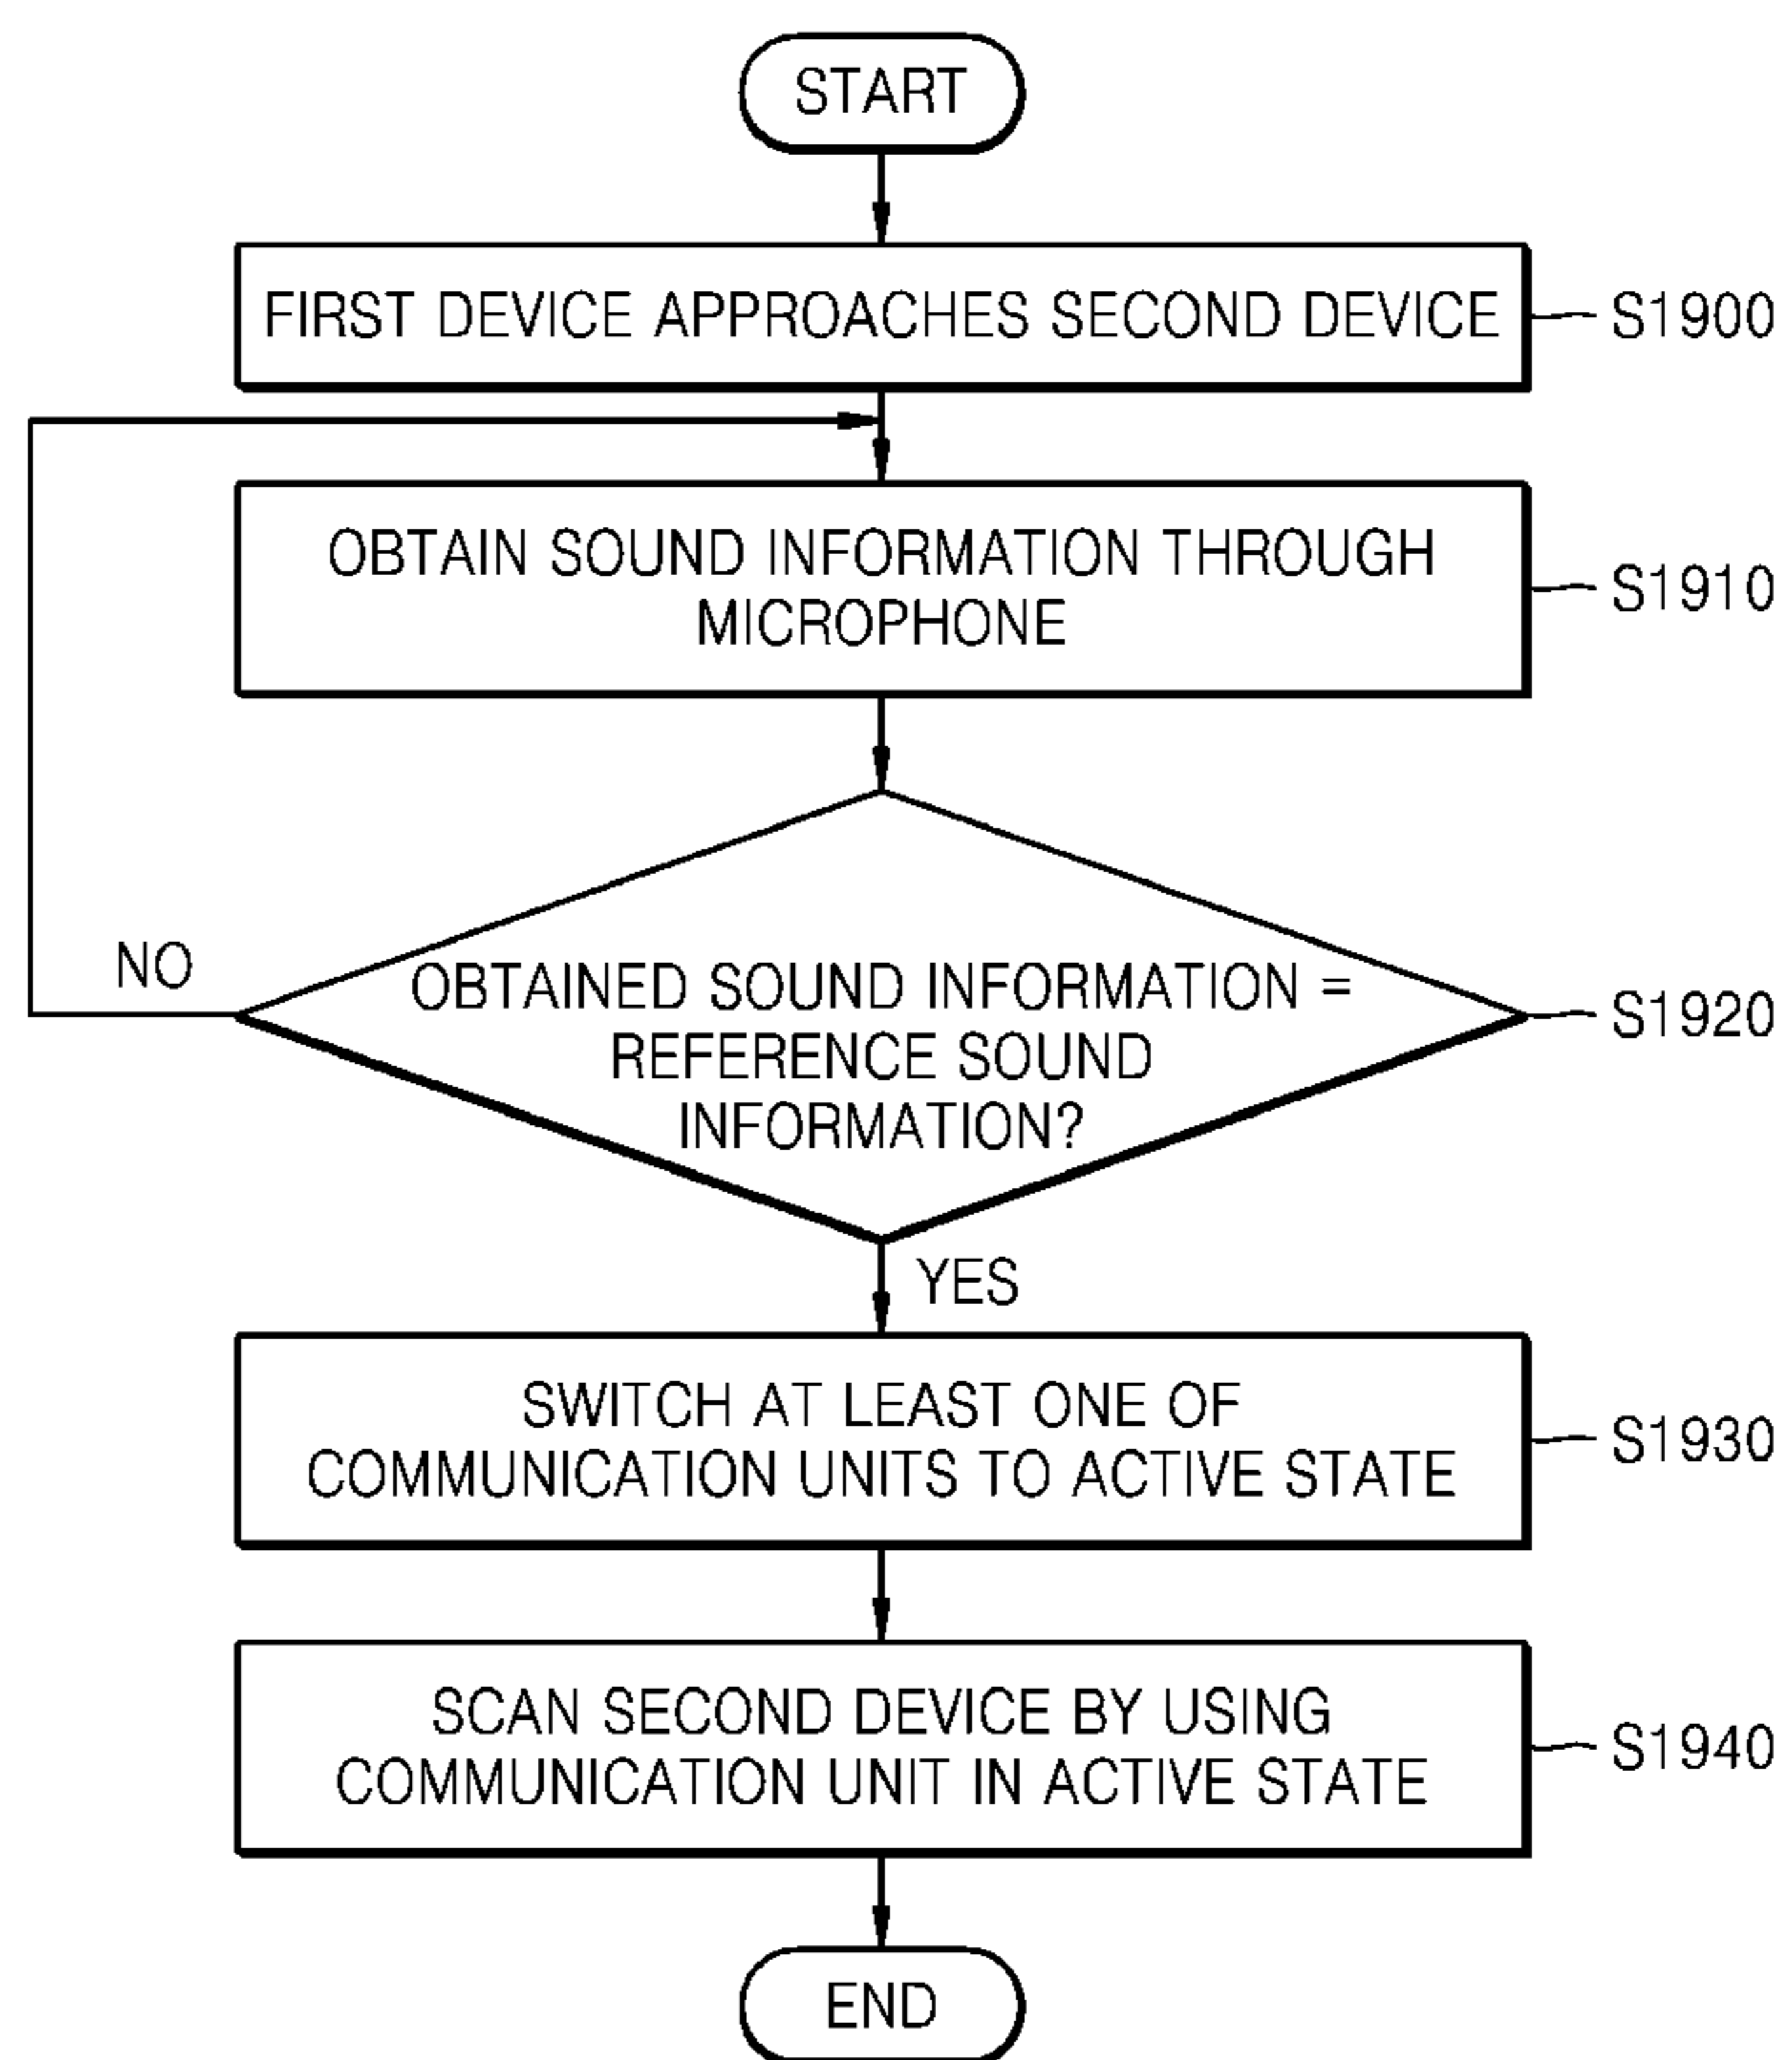 START
FIRST DEVICE APPROACHES SECOND DEVICE
S1900
OBTAIN SOUND INFORMATION THROUGH
MICROPHONE
S1910
NO
OBTAINED SOUND INFORMATION =
REFERENCE SOUND
INFORMATION?
S1920
YES
SWITCH AT LEAST ONE OF
COMMUNICATION UNITS TO ACTIVE STATE
S1930
SCAN SECOND DEVICE BY USING
COMMUNICATION UNIT IN ACTIVE STATE
S1940
END